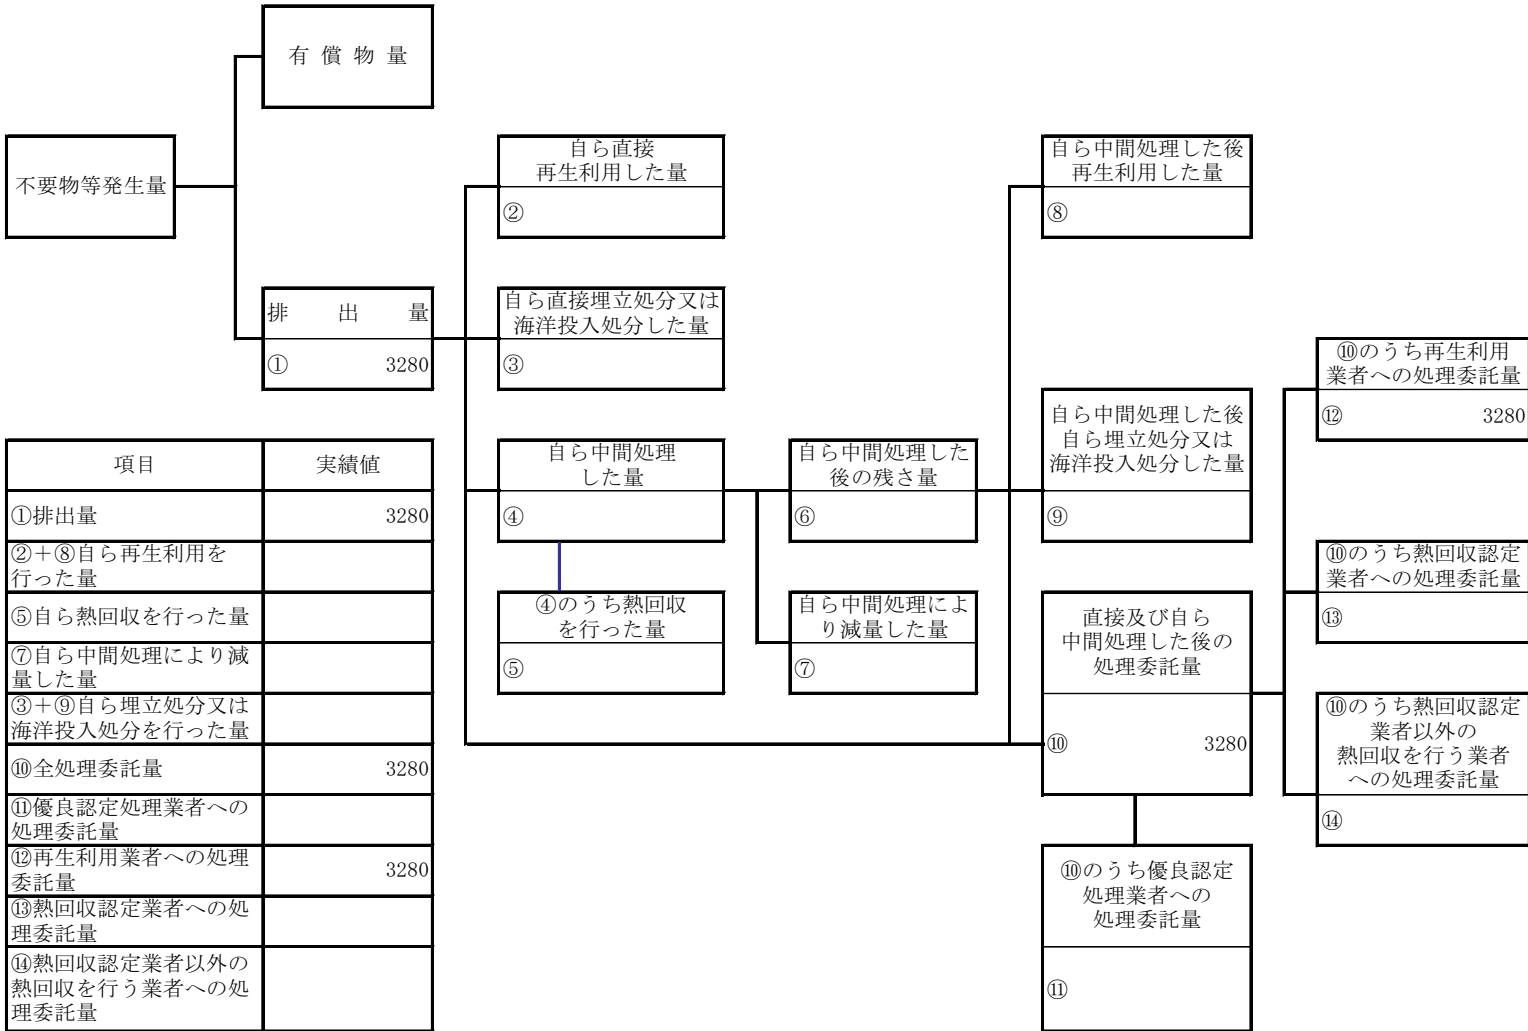 有償物量
不要物等発生量
排出量
① 3280
自ら直接
再生利用した量
②
自ら直接埋立処分又は
海洋投入処分した量
③
自ら中間処理
した量
④
④のうち熱回収
を行った量
⑤
自ら中間処理した
後の残さ量
⑥
自ら中間処理によ
り減量した量
⑦
自ら中間処理した後
再生利用した量
⑧
自ら中間処理した後
自ら埋立処分又は
海洋投入処分した量
⑨
直接及び自ら
中間処理した後の
処理委託量
⑩ 3280
⑩のうち優良認定
処理業者への
処理委託量
⑪
⑩のうち再生利用
業者への処理委託量
⑫ 3280
⑩のうち熱回収認定
業者への処理委託量
⑬
⑩のうち熱回収認定
業者以外の
熱回収を行う業者
への処理委託量
⑭
項目 実績値
①排出量 3280
②＋⑧自ら再生利用を
行った量
⑤自ら熱回収を行った量
⑦自ら中間処理により減
量した量
③＋⑨自ら埋立処分又は
海洋投入処分を行った量
⑩全処理委託量 3280
⑪優良認定処理業者への
処理委託量
⑫再生利用業者への処理
委託量 3280
⑬熱回収認定業者への処
理委託量
⑭熱回収認定業者以外の
熱回収を行う業者への処
理委託量